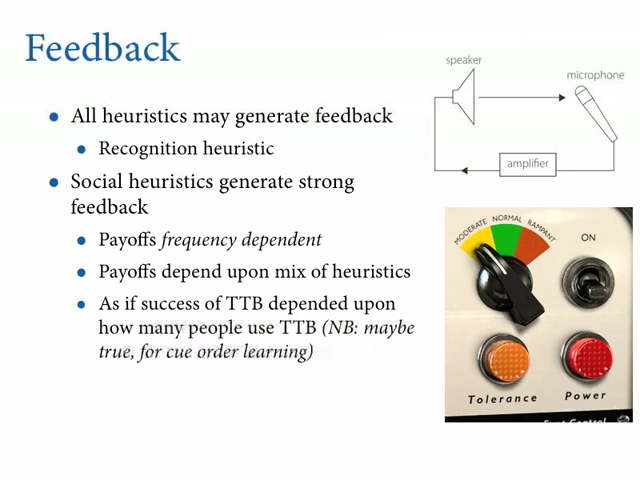 Feedback
All heuristics may generate feedback
Recognition heuristic
Social heuristics generate strong
feedback
Payoffs frequency dependent
Payoffs depend upon mix of heuristics
As if success of TTB depended upon
how many people use TTB (NB: maybe
true, for cue order learning)
speaker
microphone
amplifier
MODERATE NORMAL RAMPANT
ON
Tolerance
Power
Control